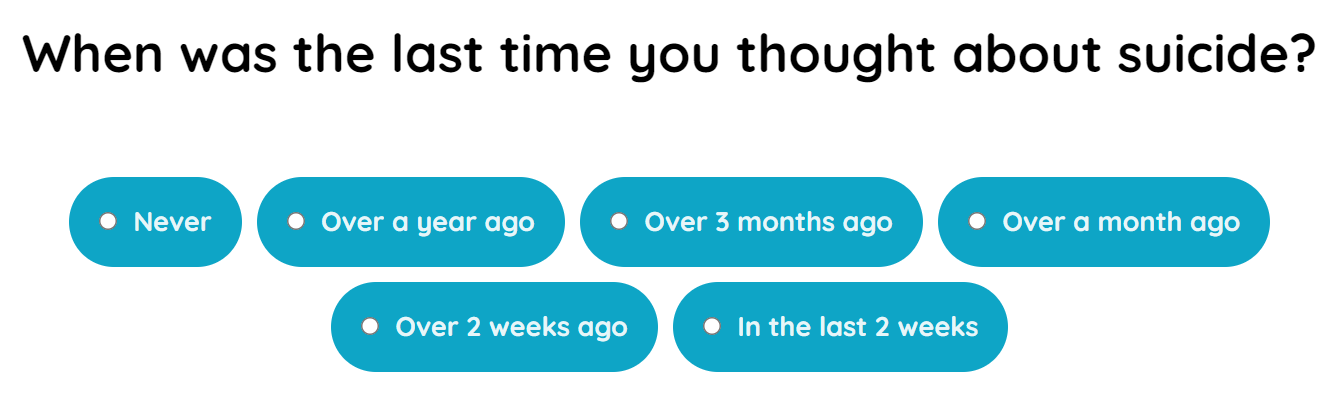 When was the last time you thought about suicide?
Never Over a year ago Over 3 months ago Over a month ago
Over 2 weeks ago In the last 2 weeks